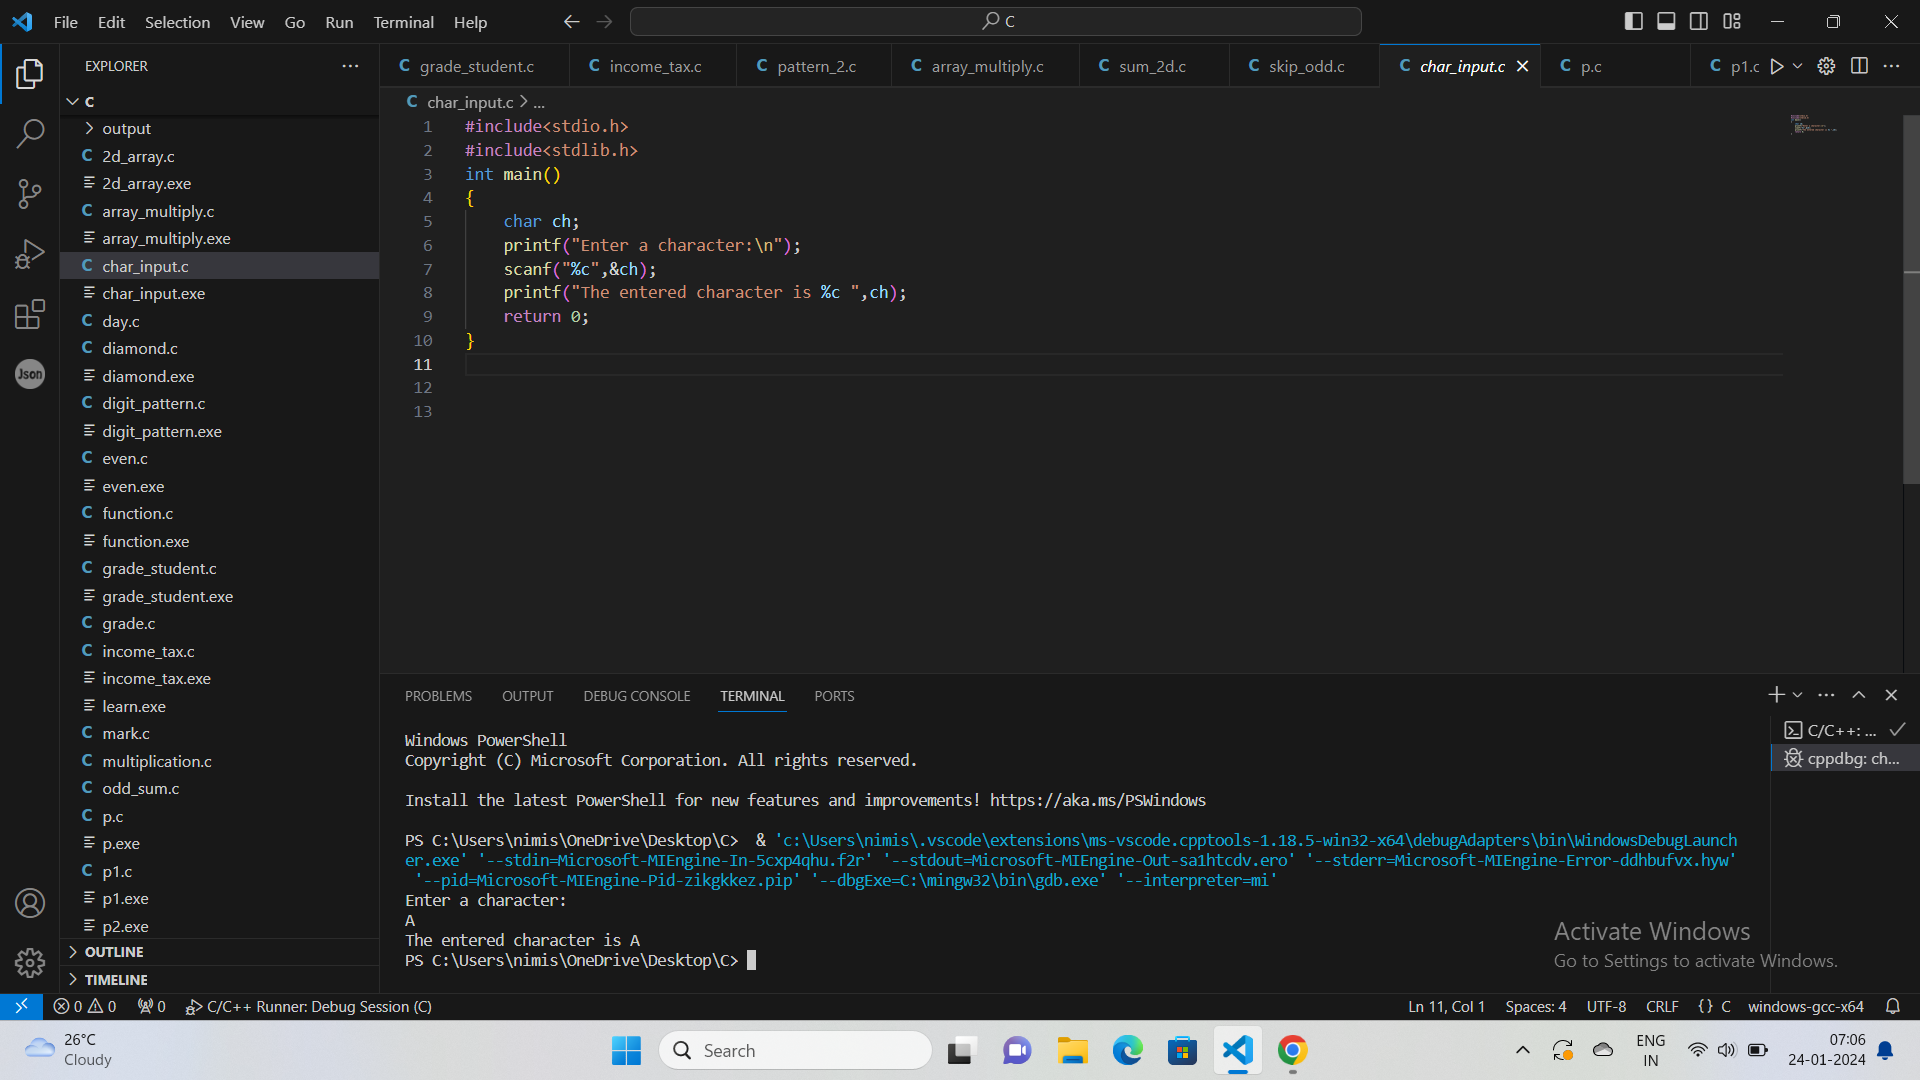 File Edit Selection View Go Run Terminal Help
C
EXPLORER
C
output
C 2d_array.c
2d_array.exe
C array_multiply.c
array_multiply.exe
C char_input.c
char_input.exe
C day.c
C diamond.c
diamond.exe
C digit_pattern.c
digit_pattern.exe
C even.c
even.exe
C function.c
function.exe
C grade_student.c
grade_student.exe
C grade.c
C income_tax.c
income_tax.exe
learn.exe
C mark.c
C multiplication.c
C odd_sum.c
C p.c
p.exe
C p1.c
p1.exe
p2.exe
OUTLINE
TIMELINE
Json
C grade_student.c C income_tax.c C pattern_2.c C array_multiply.c C sum_2d.c C skip_odd.c C char_input.c C p.c C p1.c
C char_input.c > ...
1 #include<stdio.h>
2 #include<stdlib.h>
3 int main()
4 {
5 char ch;
6 printf("Enter a character:\n");
7 scanf("%c",&ch);
8 printf("The entered character is %c ",ch);
9 return 0;
10 }
11
12
13
PROBLEMS OUTPUT DEBUG CONSOLE TERMINAL PORTS
Windows PowerShell
Copyright (C) Microsoft Corporation. All rights reserved.
Install the latest PowerShell for new features and improvements! https://aka.ms/PSWindows
PS C:\Users\nimis\OneDrive\Desktop\C>  & 'c:\Users\nimis\.vscode\extensions\ms-vscode.cpptools-1.18.5-win32-x64\debugAdapters\bin\WindowsDebugLaunch
er.exe' '--stdin=Microsoft-MIEngine-In-5cxp4qhu.f2r' '--stdout=Microsoft-MIEngine-Out-sa1htcdv.ero' '--stderr=Microsoft-MIEngine-Error-ddhbufvx.hyw'
'--pid=Microsoft-MIEngine-Pid-zikgkkez.pip' '--dbgExe=C:\mingw32\bin\gdb.exe' '--interpreter=mi'
Enter a character:
A
The entered character is A
PS C:\Users\nimis\OneDrive\Desktop\C>
C/C++: ...
cppdbg: ch...
Activate Windows
Go to Settings to activate Windows.
0 0 0 C/C++ Runner: Debug Session (C)
Ln 11, Col 1 Spaces: 4 UTF-8 CRLF {} C windows-gcc-x64
26°C
Cloudy
Search
ENG
IN
07:06
24-01-2024